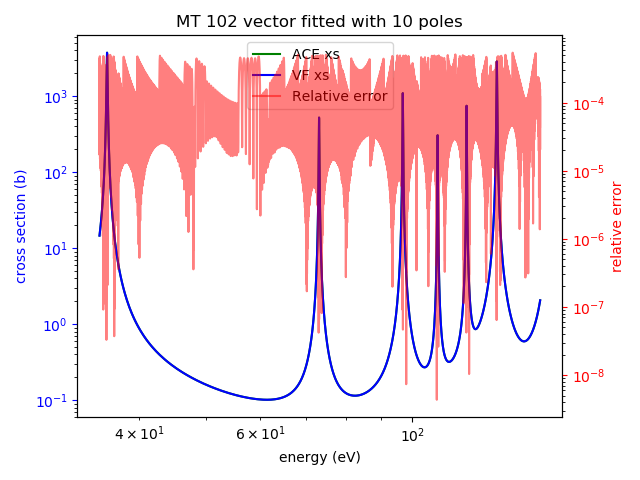 MT 102 vector fitted with 10 poles
ACE xs
VF xs
Relative error
10³
10²
10¹
10⁰
10⁻¹
cross section (b)
10⁻⁴
10⁻⁵
10⁻⁶
10⁻⁷
10⁻⁸
relative error
4 × 10¹
6 × 10¹
10²
energy (eV)